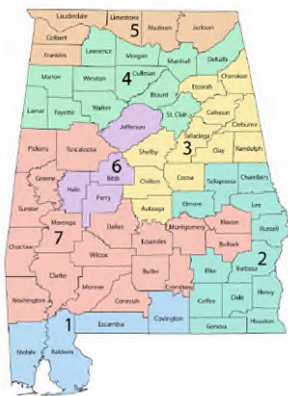 Lauderdale
Limestone
Madison
Jackson
Colbert
5
Franklin
Lawrence
Morgan
Marshall
DeKalb
Cherokee
Marion
Winston
4
Cullman
Etowah
Blount
Lamar
Fayette
Walker
St. Clair
Calhoun
Jefferson
Cleburne
Talladega
3
Pickens
Tuscaloosa
6
Shelby
Clay
Randolph
Bibb
Greene
Hale
Chilton
Coosa
Tallapoosa
Chambers
Perry
Sumter
Autauga
Elmore
Lee
Marengo
Dallas
Macon
Russell
7
Lowndes
Montgomery
Choctaw
Wilcox
Bullock
Clarke
Butler
Pike
Barbour
2
Monroe
Crenshaw
Washington
Conecuh
Coffee
Dale
Henry
1
Escambia
Covington
Geneva
Houston
Mobile
Baldwin